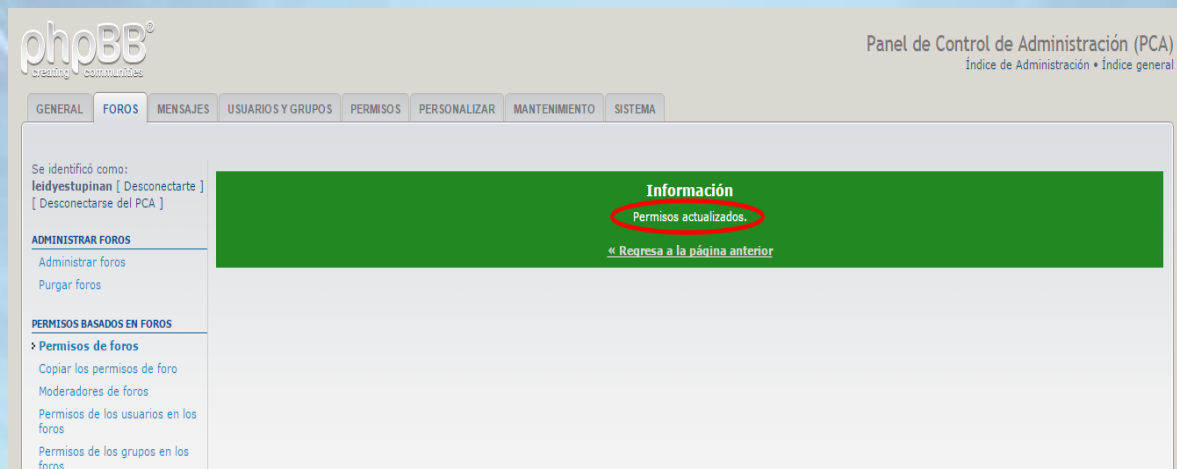 phpBB®
creating communities
Panel de Control de Administración (PCA)
Índice de Administración • Índice general
GENERAL FOROS MENSAJES USUARIOS Y GRUPOS PERMISOS PERSONALIZAR MANTENIMIENTO SISTEMA
Se identificó como:
leidyestupinan [ Desconectarte ]
[ Desconectarse del PCA ]
ADMINISTRAR FOROS
Administrar foros
Purgar foros
PERMISOS BASADOS EN FOROS
Permisos de foros
Copiar los permisos de foro
Moderadores de foros
Permisos de los usuarios en los
foros
Permisos de los grupos en los
foros
Información
Permisos actualizados.
« Regresa a la página anterior